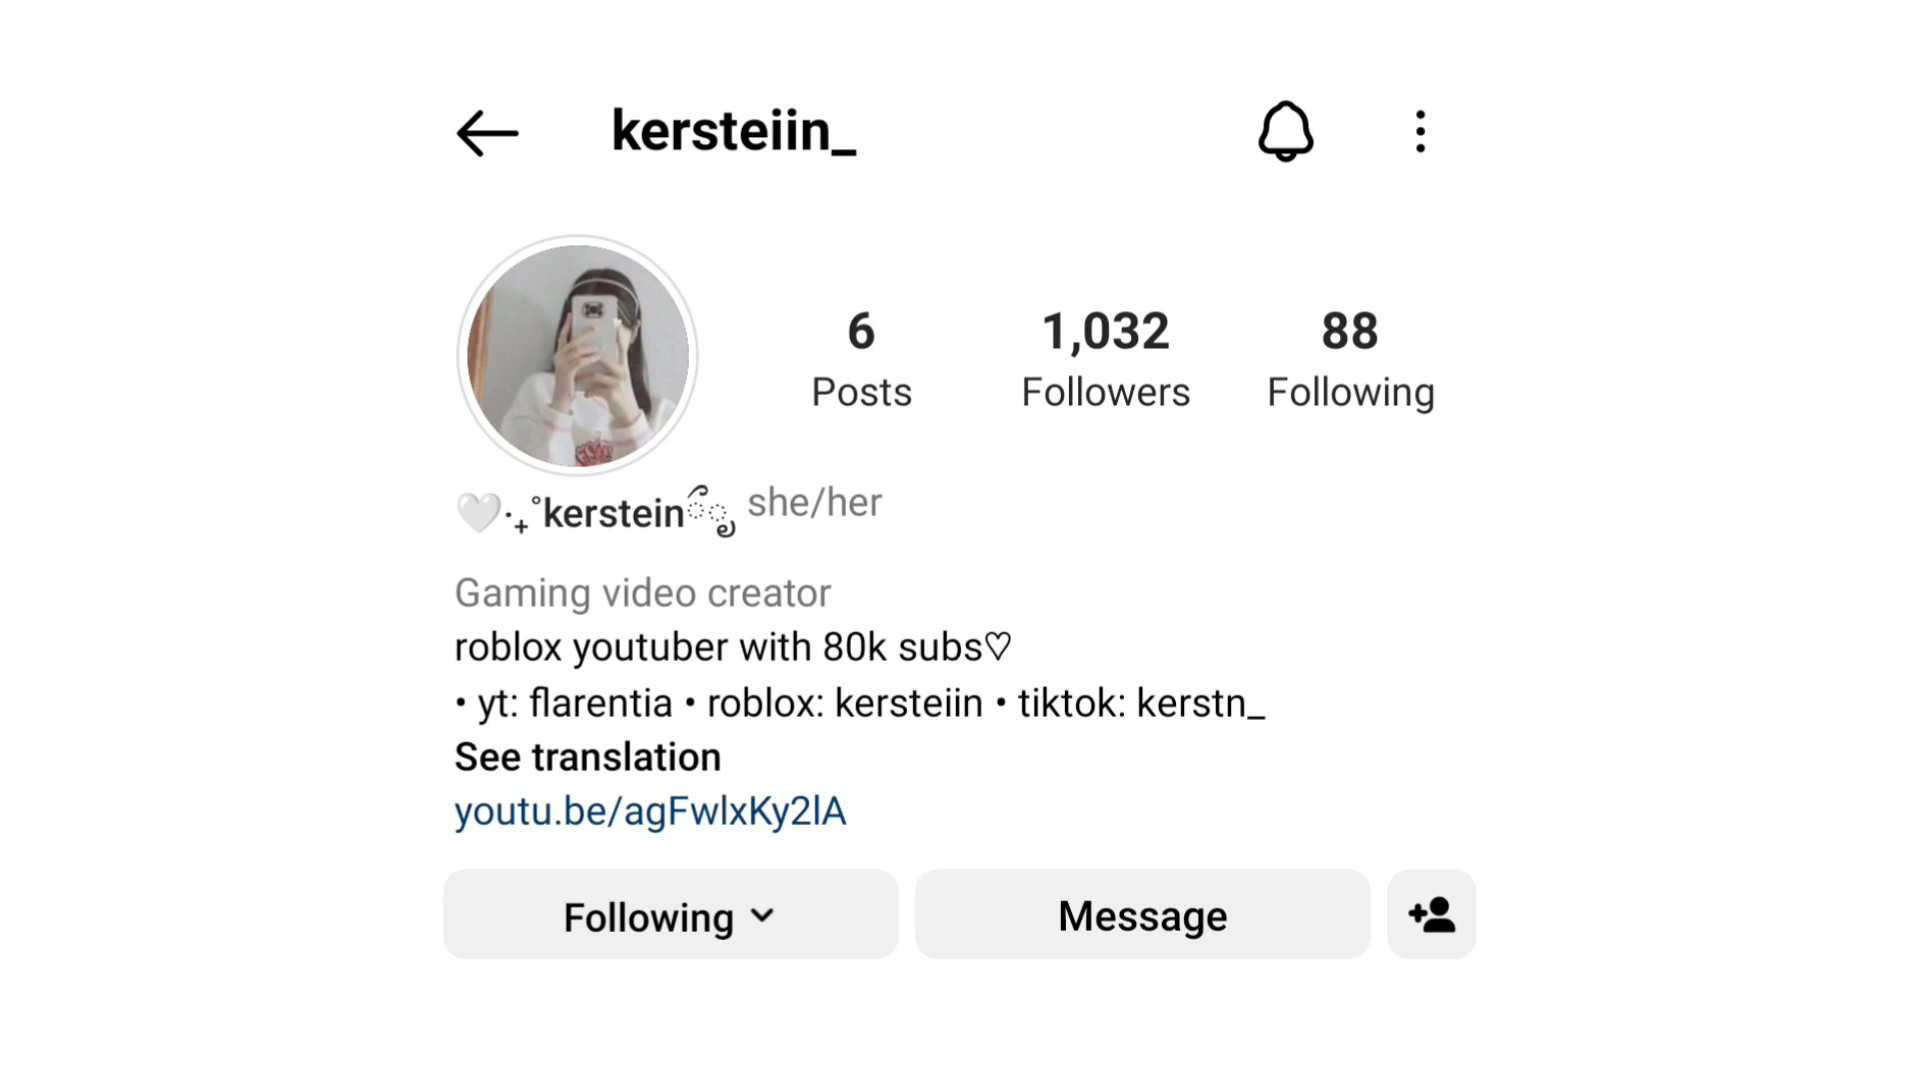 kersteiin_
6
1,032
88
Posts
Followers
Following
🤍‧₊˚kerstein ི ྀ she/her
Gaming video creator
roblox youtuber with 80k subs♡
• yt: flarentia • roblox: kersteiin • tiktok: kerstn_
See translation
youtu.be/agFwlxKy2lA
Following
Message